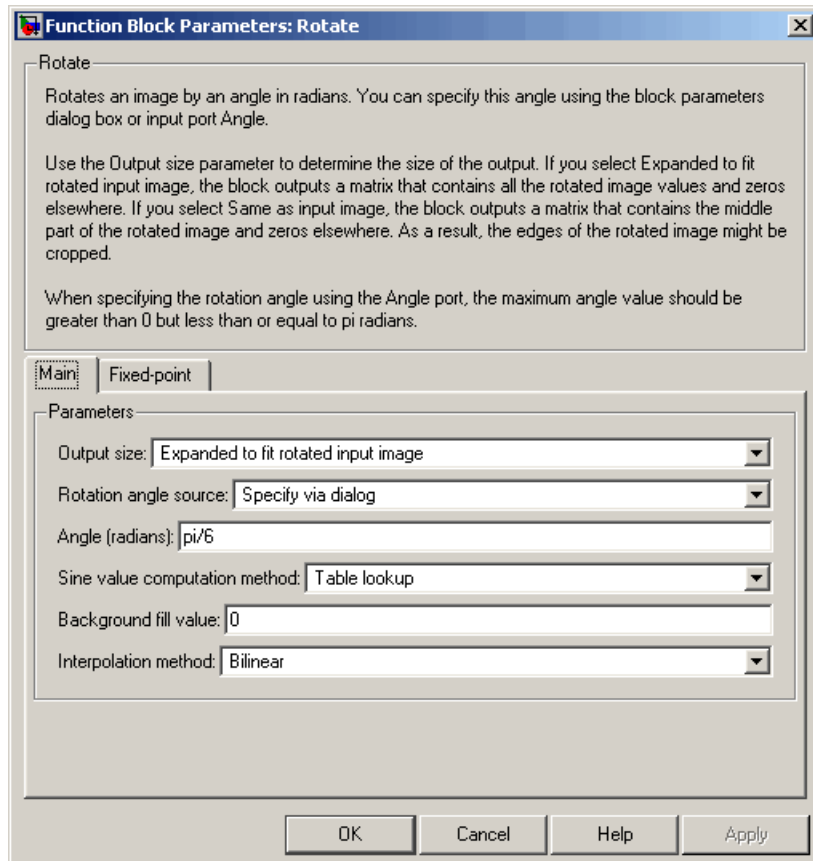 Function Block Parameters: Rotate
Rotate
Rotates an image by an angle in radians. You can specify this angle using the block parameters
dialog box or input port Angle.
Use the Output size parameter to determine the size of the output. If you select Expanded to fit
rotated input image, the block outputs a matrix that contains all the rotated image values and zeros
elsewhere. If you select Same as input image, the block outputs a matrix that contains the middle
part of the rotated image and zeros elsewhere. As a result, the edges of the rotated image might be
cropped.
When specifying the rotation angle using the Angle port, the maximum angle value should be
greater than 0 but less than or equal to pi radians.
Main Fixed-point
Parameters
Output size: Expanded to fit rotated input image
Rotation angle source: Specify via dialog
Angle (radians): pi/6
Sine value computation method: Table lookup
Background fill value: 0
Interpolation method: Bilinear
OK Cancel Help Apply